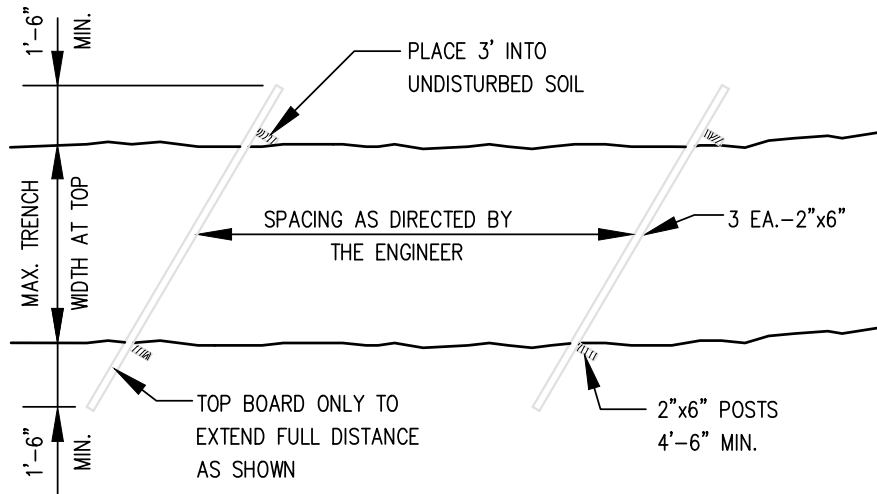 1'-6"
MIN.
PLACE 3' INTO
UNDISTURBED SOIL
MAX. TRENCH
WIDTH AT TOP
SPACING AS DIRECTED BY
THE ENGINEER
3 EA.-2"x6"
TOP BOARD ONLY TO
EXTEND FULL DISTANCE
AS SHOWN
2"x6" POSTS
4'-6" MIN.
1'-6"
MIN.